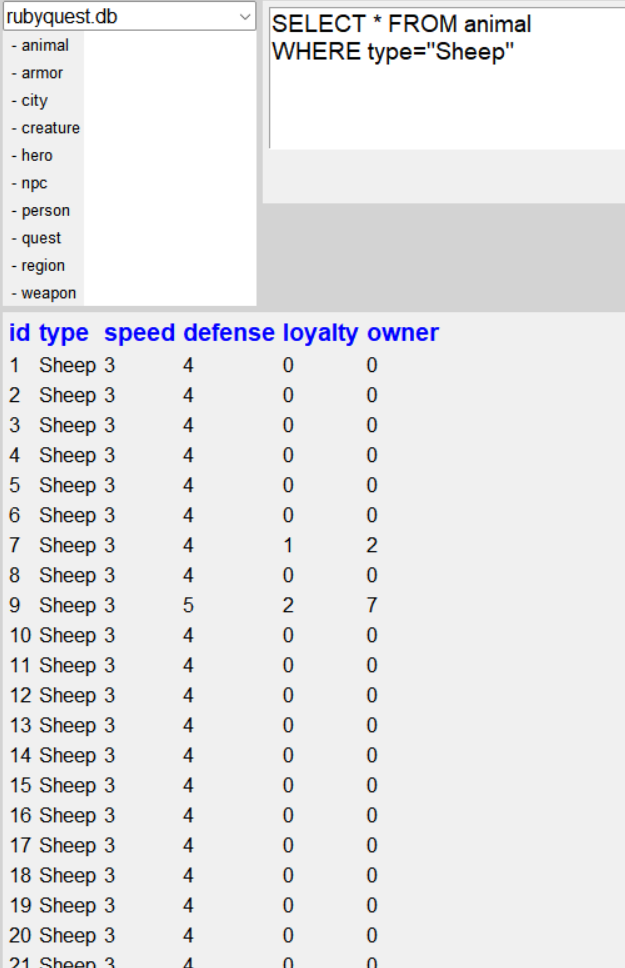 rubyquest.db
- animal
- armor
- city
- creature
- hero
- npc
- person
- quest
- region
- weapon
SELECT * FROM animal
WHERE type="Sheep"
id type speed defense loyalty owner
1 Sheep 3 4 0 0
2 Sheep 3 4 0 0
3 Sheep 3 4 0 0
4 Sheep 3 4 0 0
5 Sheep 3 4 0 0
6 Sheep 3 4 0 0
7 Sheep 3 4 1 2
8 Sheep 3 4 0 0
9 Sheep 3 5 2 7
10 Sheep 3 4 0 0
11 Sheep 3 4 0 0
12 Sheep 3 4 0 0
13 Sheep 3 4 0 0
14 Sheep 3 4 0 0
15 Sheep 3 4 0 0
16 Sheep 3 4 0 0
17 Sheep 3 4 0 0
18 Sheep 3 4 0 0
19 Sheep 3 4 0 0
20 Sheep 3 4 0 0
21 Sheep 3 4 0 0